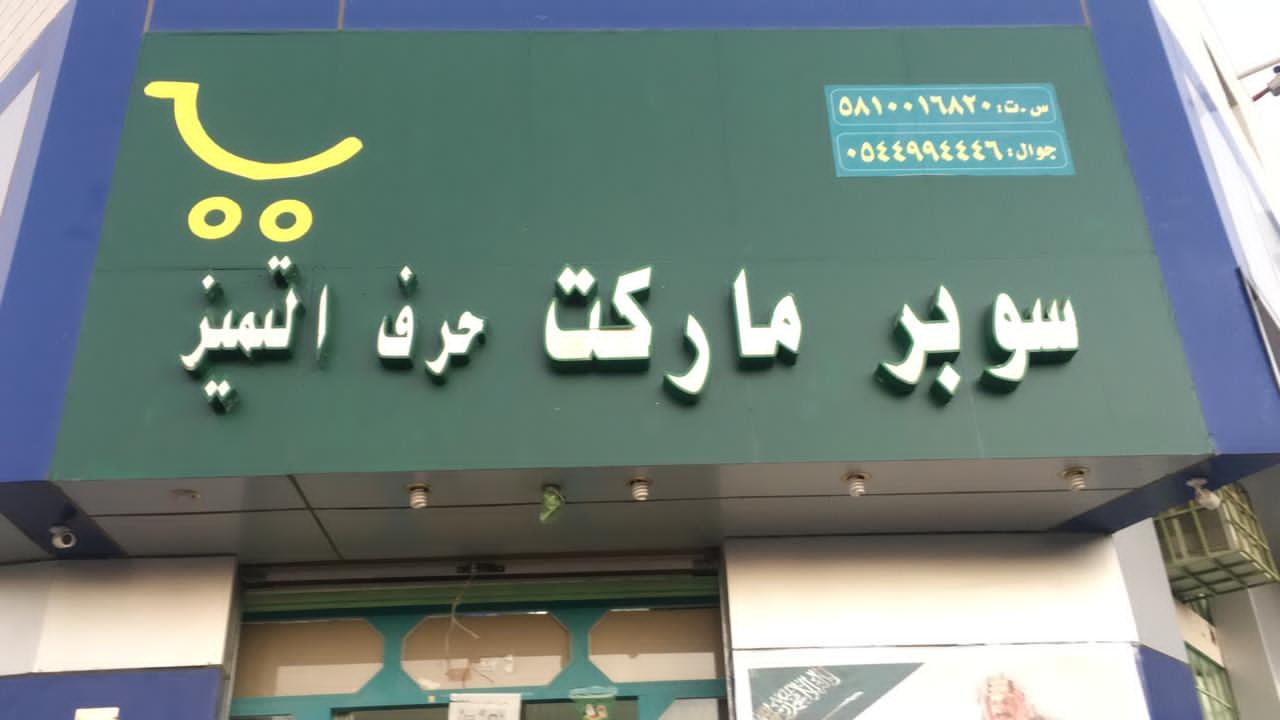 س.ت: ٥٨١٠٠١٦٨٢٠
جوال: ٠٥٤٤٩٩٤٤٤٦
سوبر ماركت حرف التميز